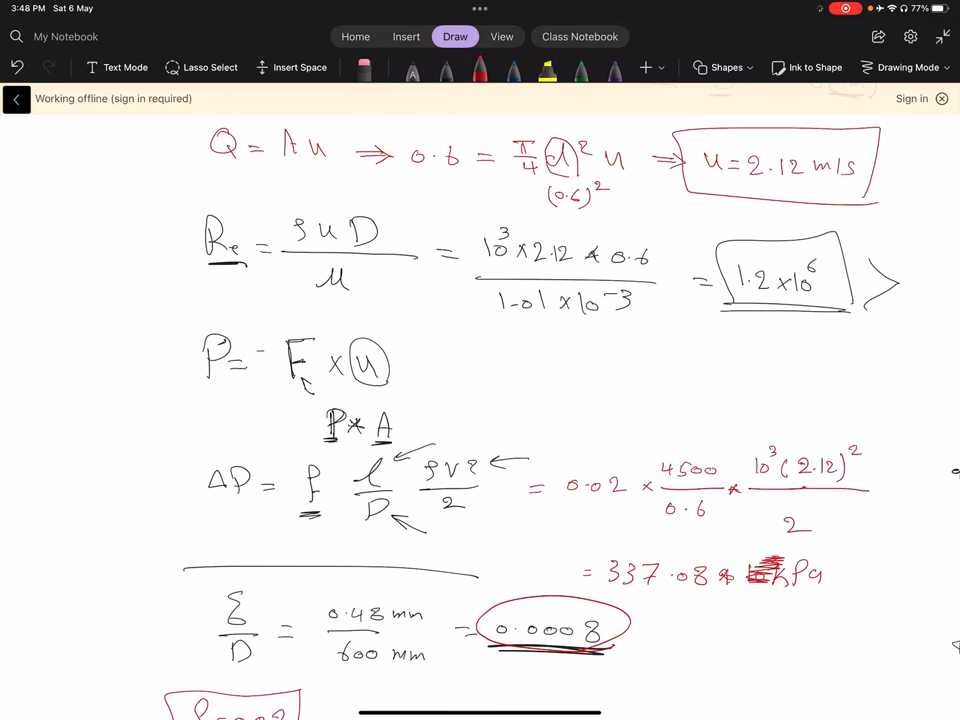 3:48 PM Sat 6 May
77%
My Notebook
Home Insert Draw View Class Notebook
Text Mode Lasso Select Insert Space Shapes Ink to Shape Drawing Mode
Working offline (sign in required) Sign in
Q = A u ⇒ 0.6 = π/4 (d)² u ⇒ u = 2.12 m/s
(0.6)²
Re = ρ u D / μ = 10³ × 2.12 × 0.6 / 1.01 × 10⁻³ = 1.2 × 10⁶
P = F × u
P * A
ΔP = f l/D ρV²/2 = 0.02 × 4500/0.6 * 10³ (2.12)²/2
= 337.08 kPa
ε/D = 0.48 mm / 600 mm = 0.0008